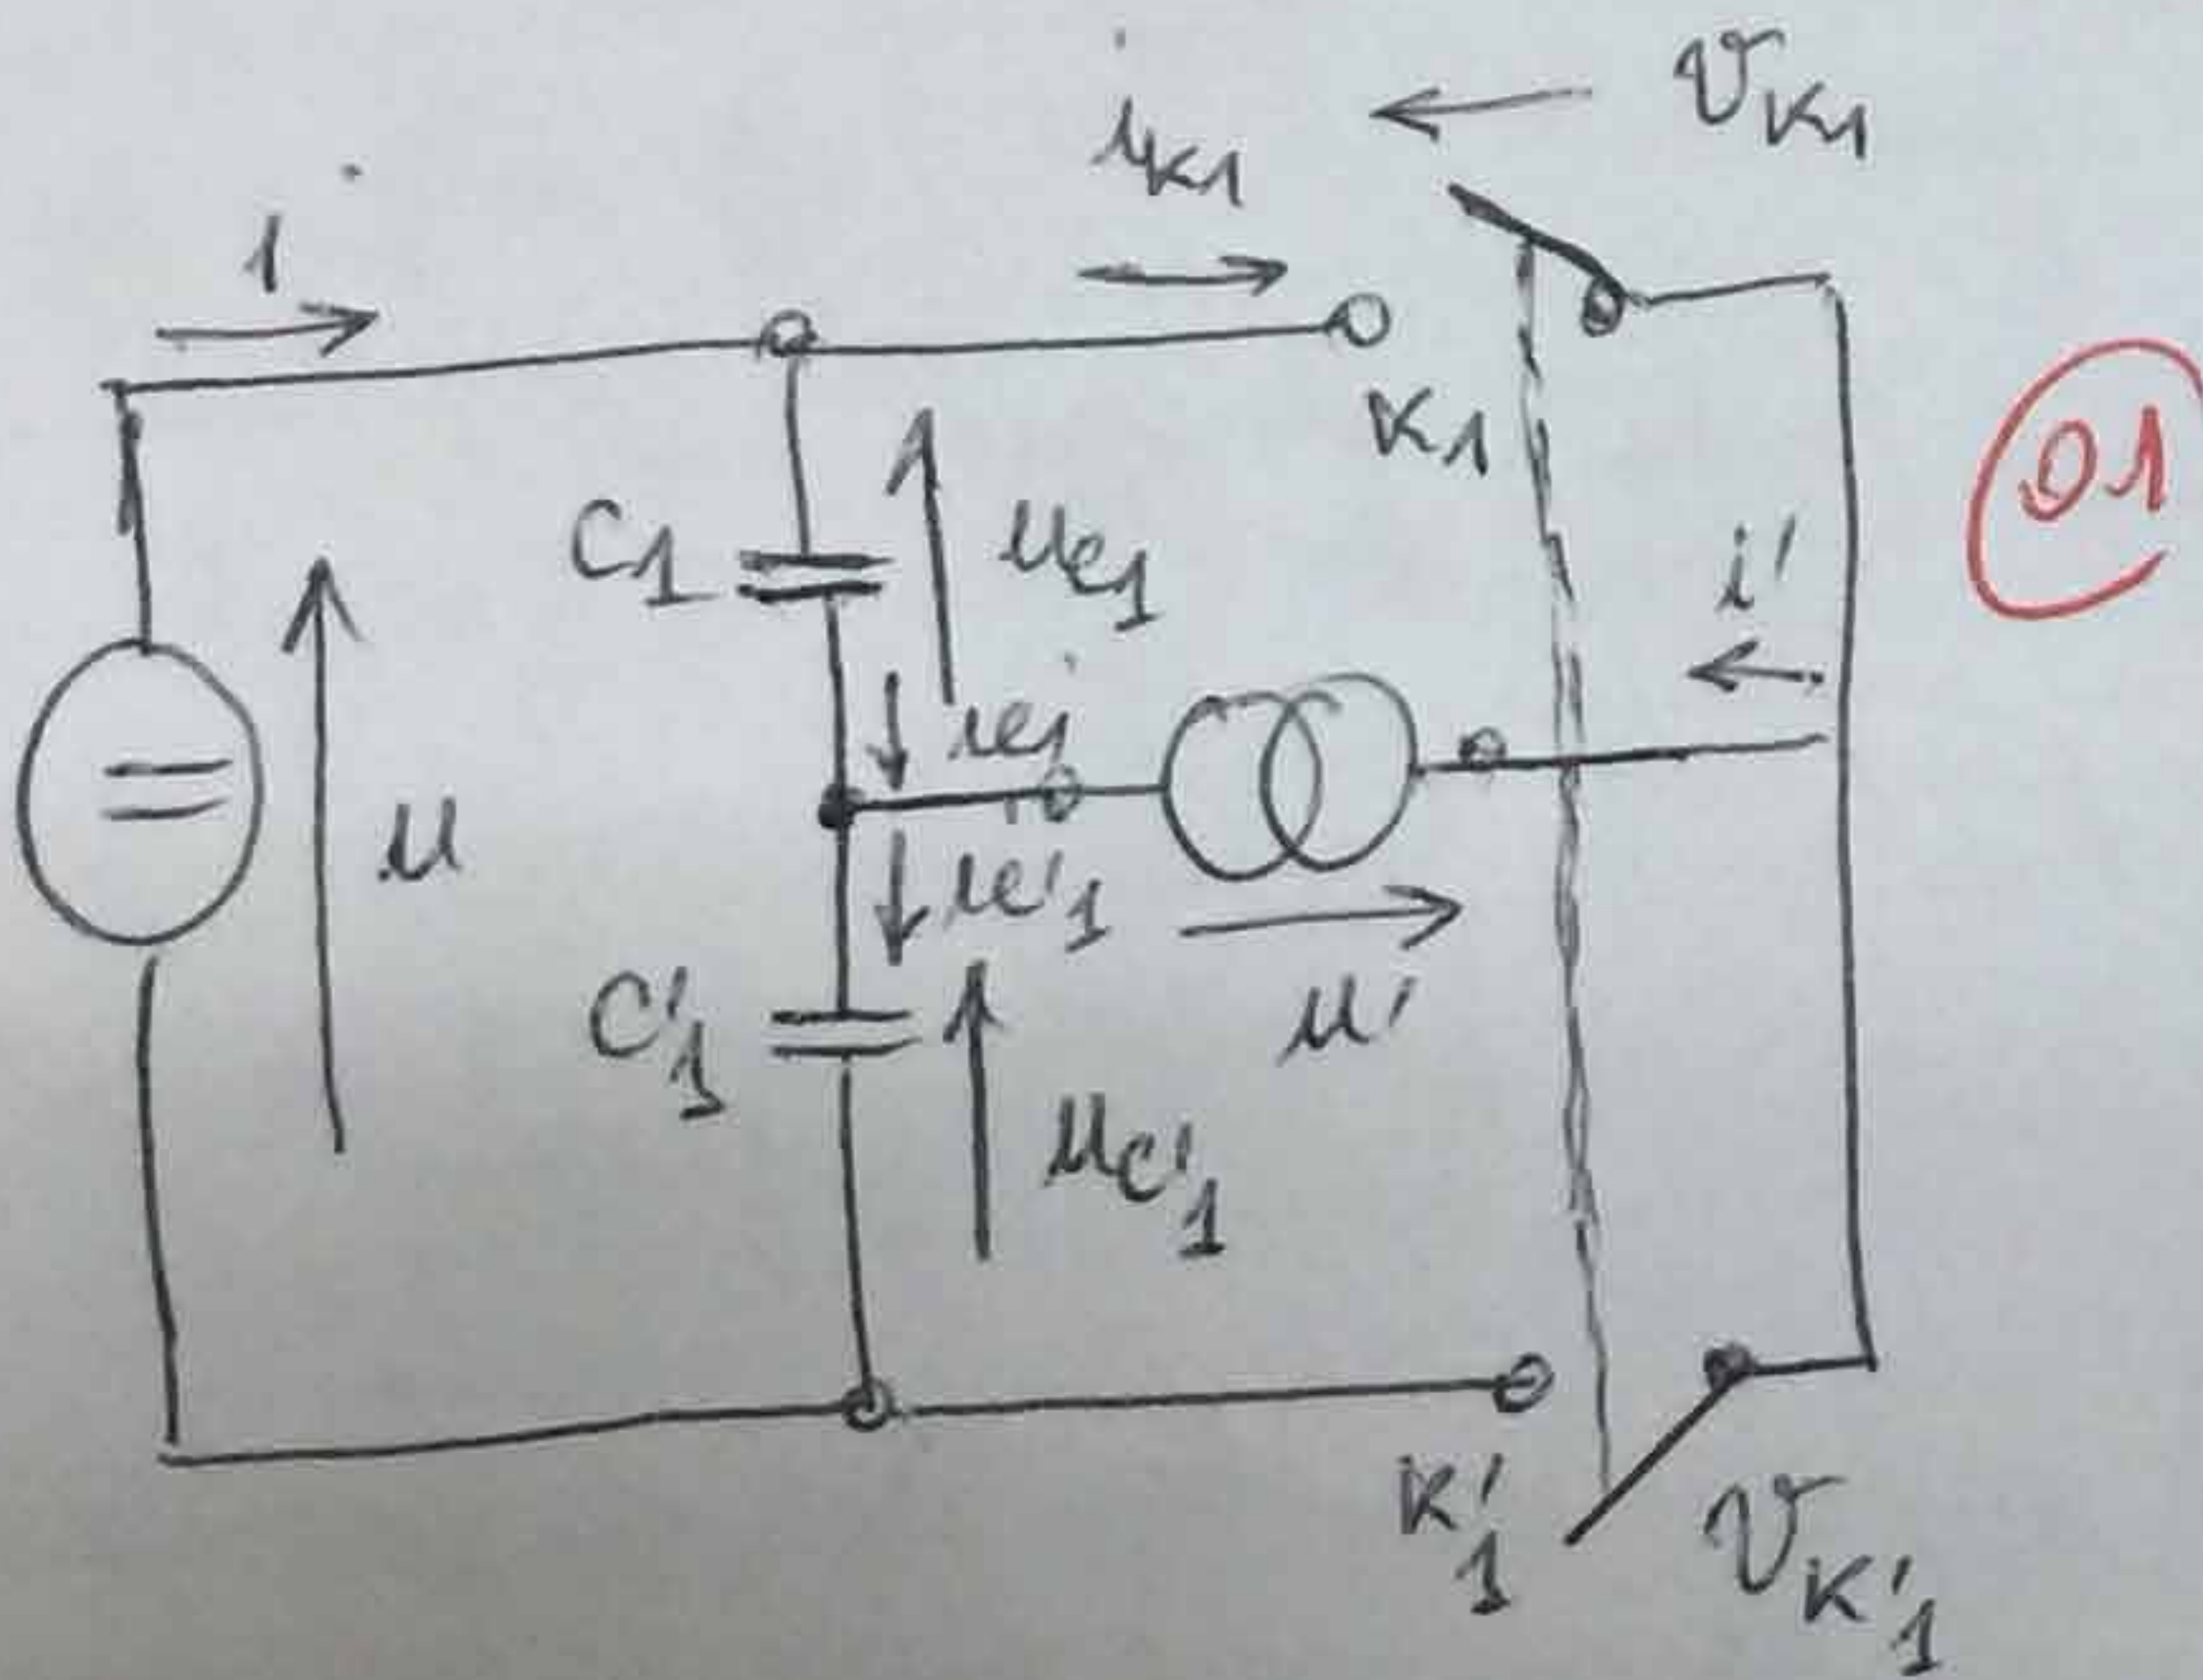 i
i_K1
v_K1
K1
01
C1
u_c1
i'
i_c1
u
i_c'1
u'
C'1
u_c'1
K'1
v_K'1